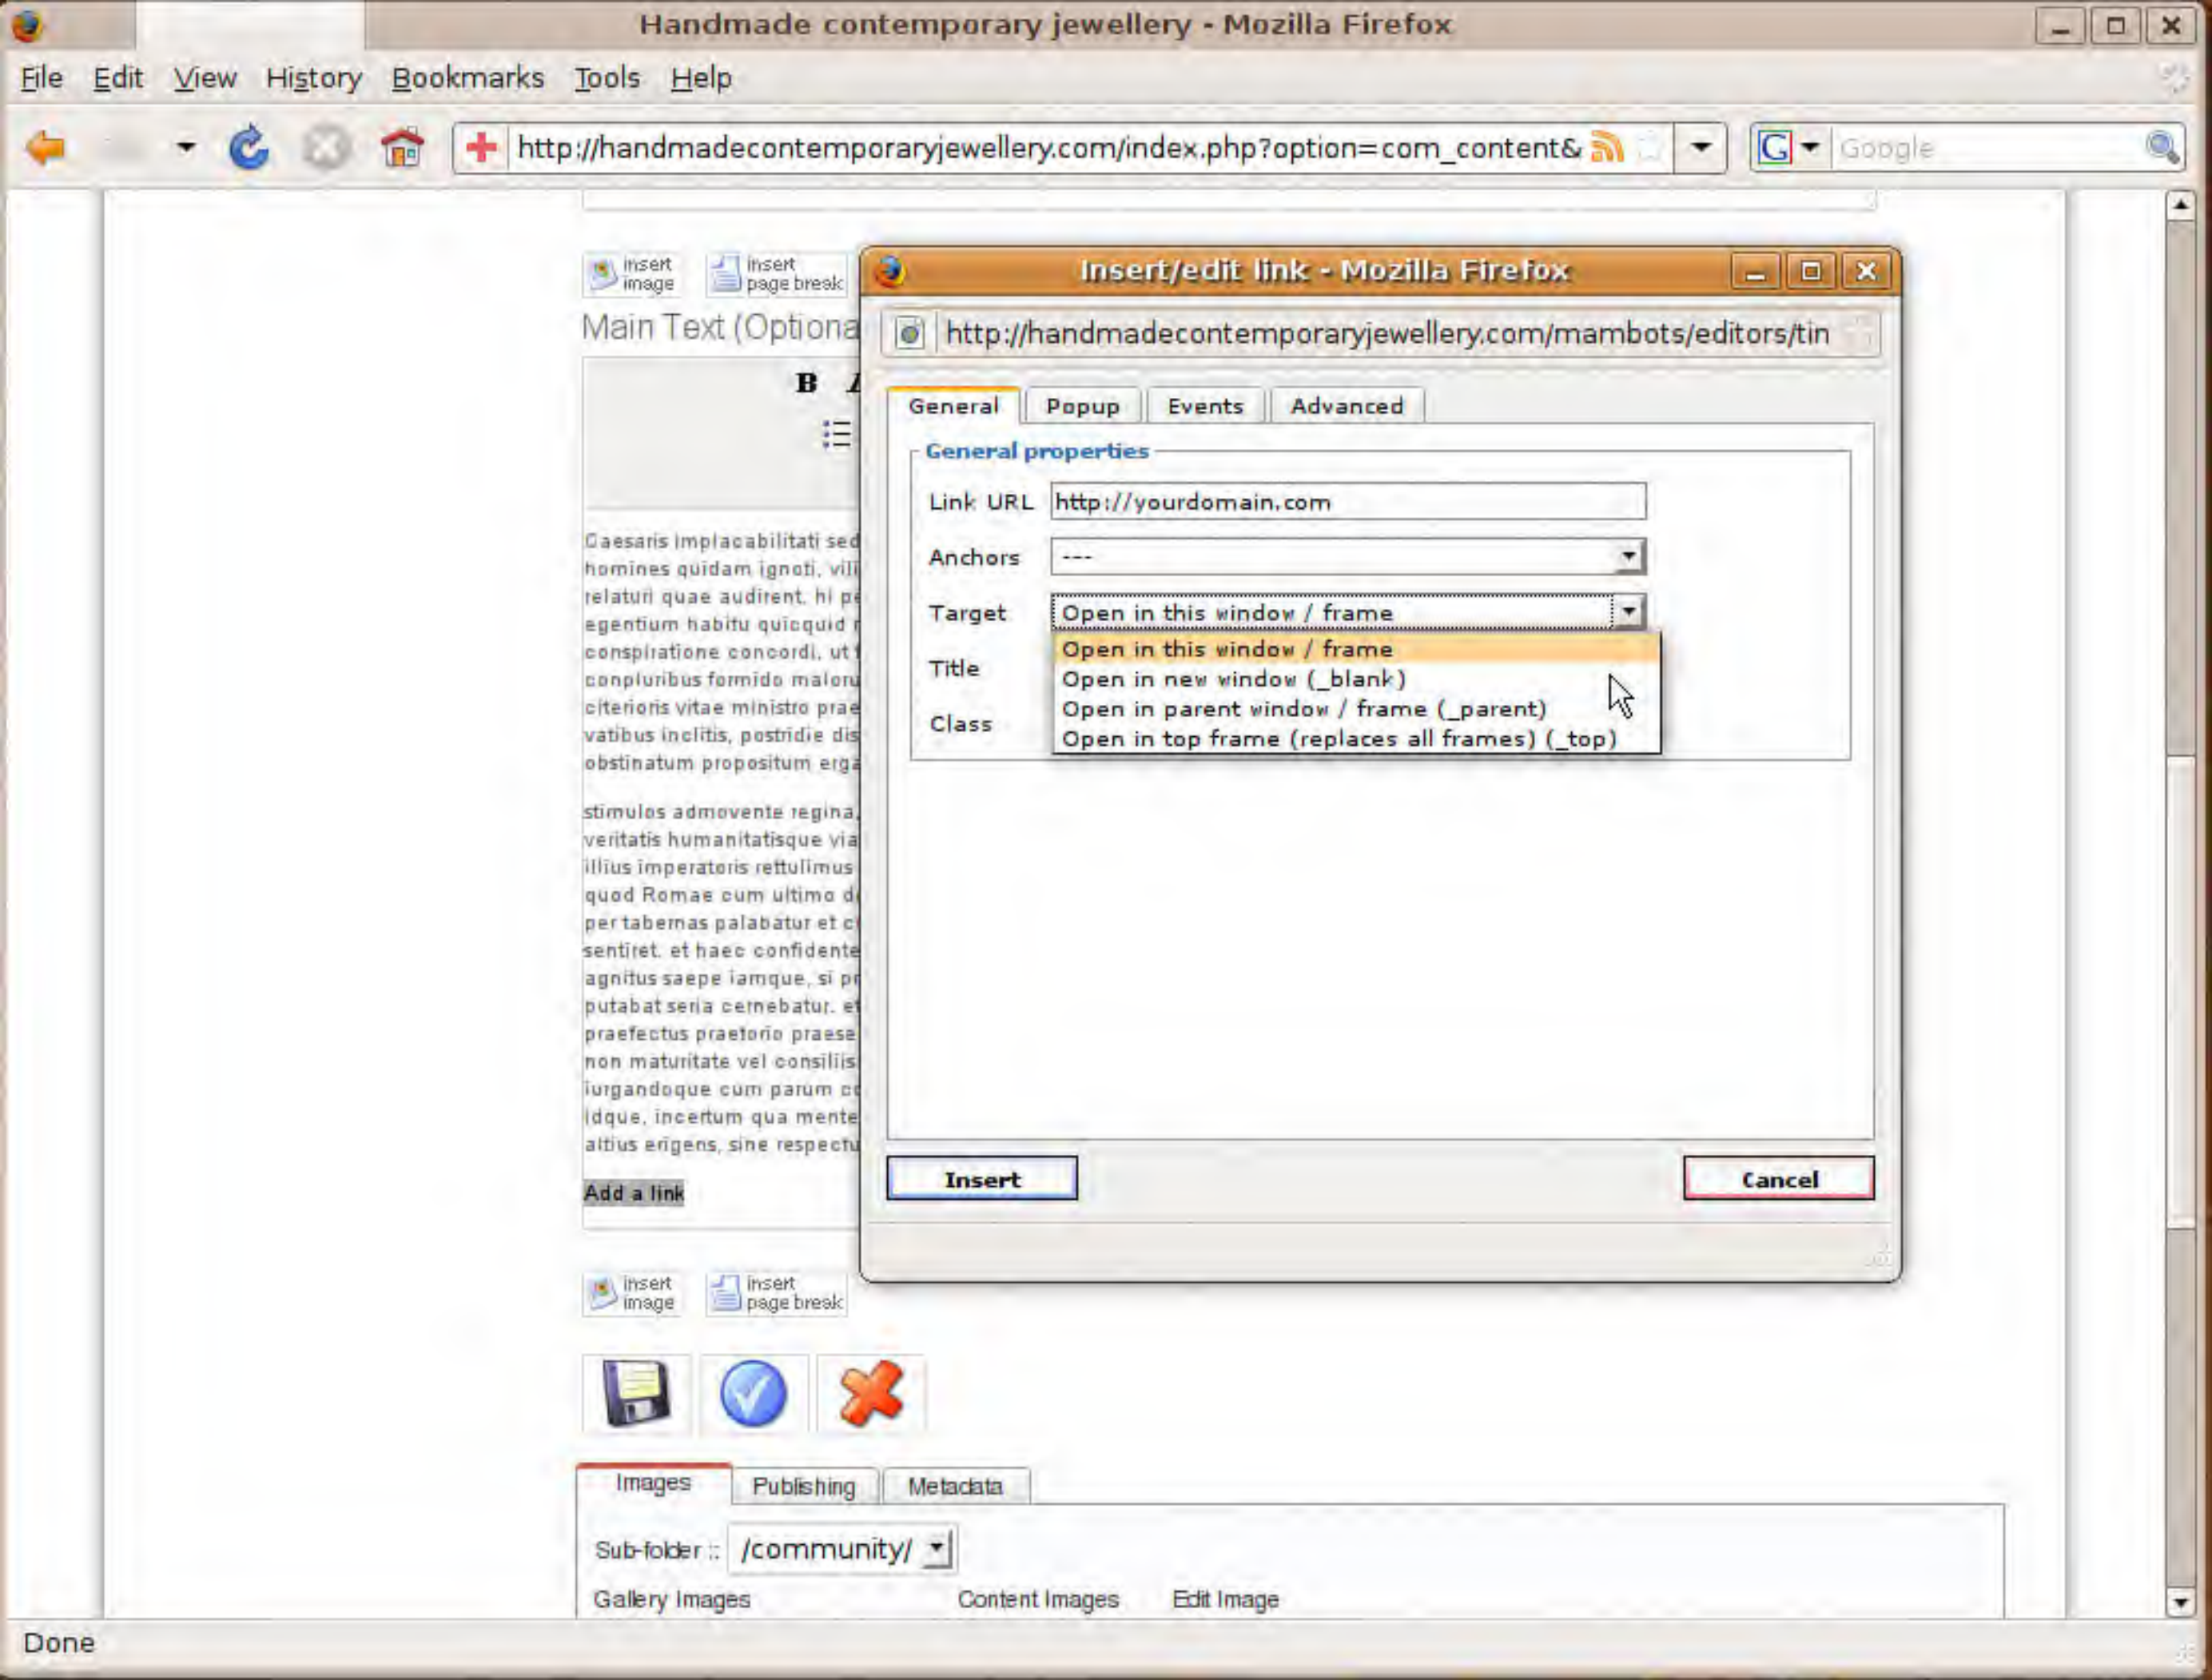 Handmade contemporary jewellery - Mozilla Firefox
File Edit View History Bookmarks Tools Help
http://handmadecontemporaryjewellery.com/index.php?option=com_content&
G Google
insert image
insert page break
Main Text (Optiona
B
Caesaris implacabilitati sed
homines quidam ignoti, vili
relaturi quae audirent. hi pe
egentium habitu quicquid
conspiratione concordi, ut
conpluribus formido maloru
citerioris vitae ministro prae
vatibus inclitis, postridie dis
obstinatum propositum erga
stimulos admovente regina,
veritatis humanitatisque via
illius imperatoris rettulimus
quod Romae cum ultimo d
per tabernas palabatur et c
sentiret. et haec confidente
agnitus saepe iamque, si pr
putabat seria cernebatur. et
praefectus praetorio praese
non maturitate vel consiliis
iurgandoque cum parum co
idque, incertum qua mente
altius erigens, sine respectu
Add a link
Insert/edit link - Mozilla Firefox
http://handmadecontemporaryjewellery.com/mambots/editors/tin
General Popup Events Advanced
General properties
Link URL http://yourdomain.com
Anchors ---
Target Open in this window / frame
Open in this window / frame
Title
Open in new window (_blank)
Open in parent window / frame (_parent)
Class
Open in top frame (replaces all frames) (_top)
Insert Cancel
insert image
insert page break
Images Publishing Metadata
Sub-folder :: /community/
Gallery Images Content Images Edit Image
Done